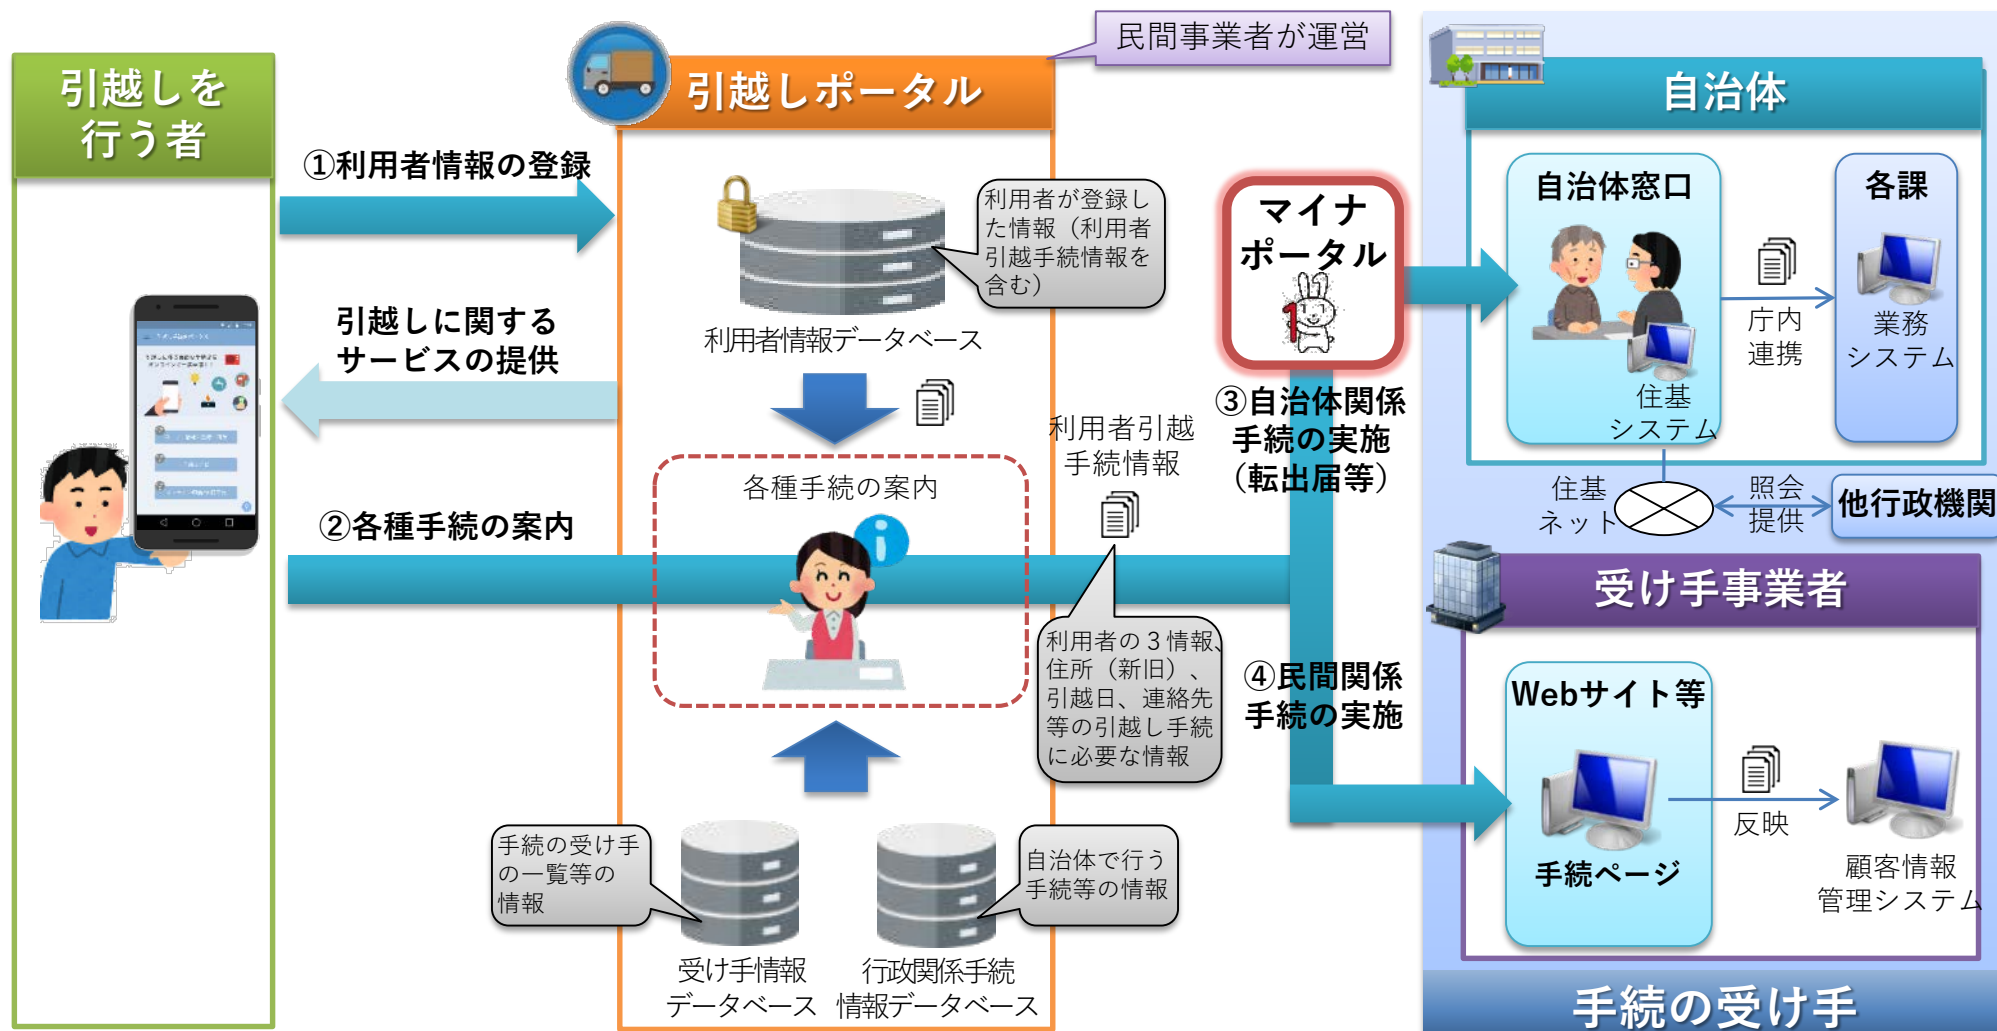 引越しを
行う者
①利用者情報の登録
引越しに関する
サービスの提供
②各種手続の案内
民間事業者が運営
引越しポータル
利用者が登録し
た情報（利用者
引越手続情報を
含む）
利用者情報データベース
各種手続の案内
利用者引越
手続情報
利用者の３情報、
住所（新旧）、
引越日、連絡先
等の引越し手続
に必要な情報
手続の受け手
の一覧等の
情報
自治体で行う
手続等の情報
受け手情報
データベース
行政関係手続
情報データベース
マイナ
ポータル
1
③自治体関係
手続の実施
（転出届等）
④民間関係
手続の実施
自治体
自治体窓口
住基
システム
庁内
連携
各課
業務
システム
住基
ネット
照会
提供
他行政機関
受け手事業者
Webサイト等
手続ページ
反映
顧客情報
管理システム
手続の受け手